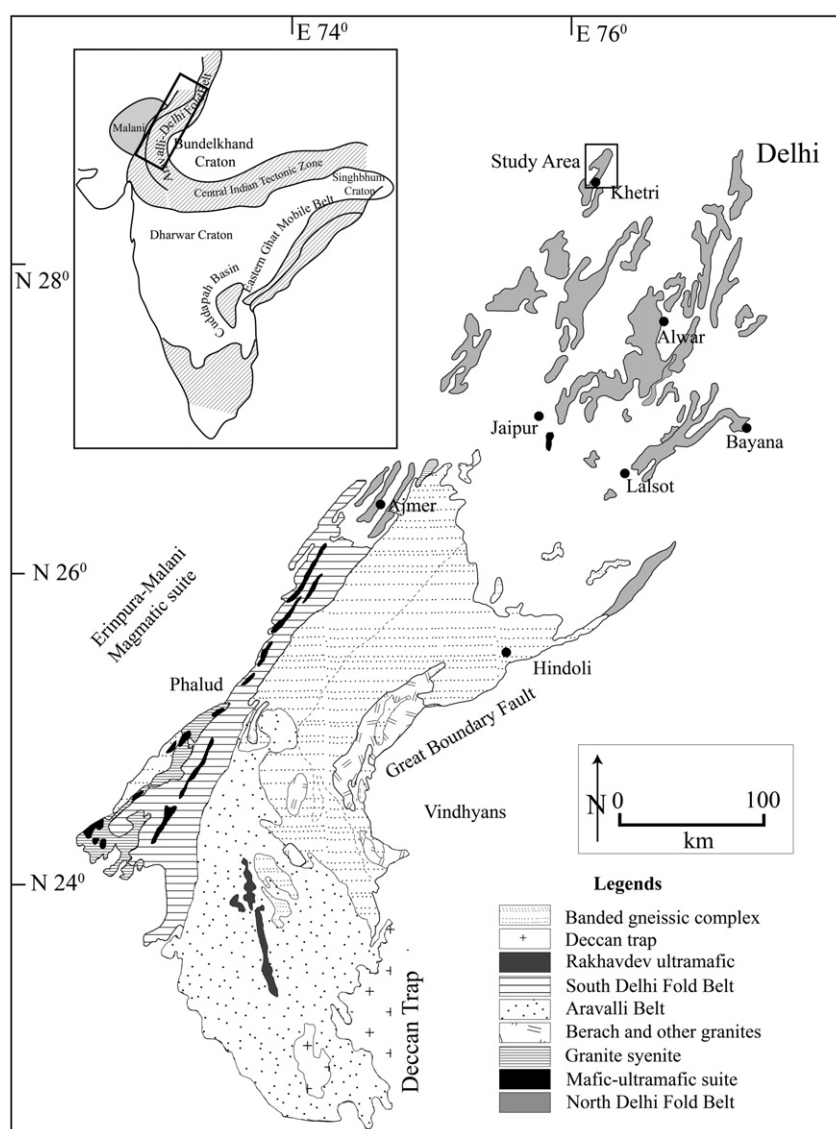 E 74⁰
E 76⁰
Malani
Aravalli-Delhi Fold Belt
Bundelkhand
Craton
Central Indian Tectonic Zone
Singhbhum
Craton
Dharwar Craton
Eastern Ghat Mobile Belt
Cuddapah Basin
Study Area
Delhi
Khetri
N 28⁰
Alwar
Jaipur
Bayana
Lalsot
Ajmer
N 26⁰
Erinpura-Malani
Magmatic suite
Hindoli
Phalud
Great Boundary Fault
Vindhyans
N
0
100
km
N 24⁰
Deccan Trap
Legends
Banded gneissic complex
Deccan trap
Rakhavdev ultramafic
South Delhi Fold Belt
Aravalli Belt
Berach and other granites
Granite syenite
Mafic-ultramafic suite
North Delhi Fold Belt